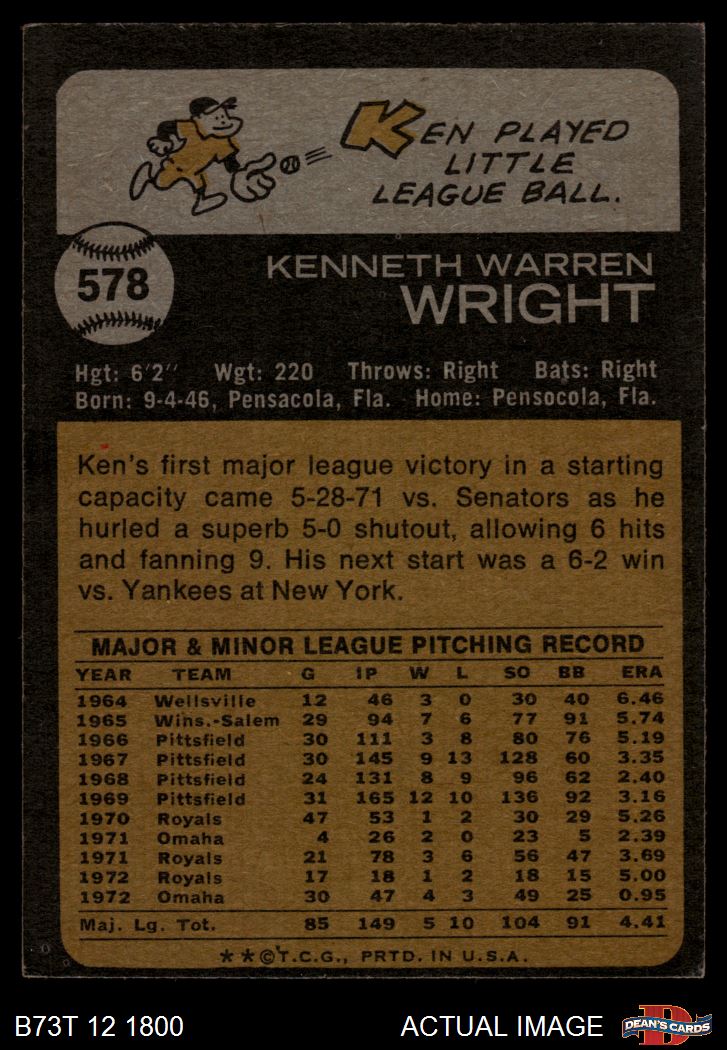 KEN PLAYED
LITTLE
LEAGUE BALL.
578
KENNETH WARREN
WRIGHT
Hgt: 6'2" Wgt: 220 Throws: Right Bats: Right
Born: 9-4-46, Pensacola, Fla. Home: Pensocola, Fla.
Ken's first major league victory in a starting
capacity came 5-28-71 vs. Senators as he
hurled a superb 5-0 shutout, allowing 6 hits
and fanning 9. His next start was a 6-2 win
vs. Yankees at New York.
MAJOR & MINOR LEAGUE PITCHING RECORD
YEAR TEAM G IP W L SO BB ERA
1964 Wellsville 12 46 3 0 30 40 6.46
1965 Wins.-Salem 29 94 7 6 77 91 5.74
1966 Pittsfield 30 111 3 8 80 76 5.19
1967 Pittsfield 30 145 9 13 128 60 3.35
1968 Pittsfield 24 131 8 9 96 62 2.40
1969 Pittsfield 31 165 12 10 136 92 3.16
1970 Royals 47 53 1 2 30 29 5.26
1971 Omaha 4 26 2 0 23 5 2.39
1971 Royals 21 78 3 6 56 47 3.69
1972 Royals 17 18 1 2 18 15 5.00
1972 Omaha 30 47 4 3 49 25 0.95
Maj. Lg. Tot. 85 149 5 10 104 91 4.41
**©T.C.G., PRTD. IN U.S.A.
B73T 12 1800 ACTUAL IMAGE DEAN'S CARDS